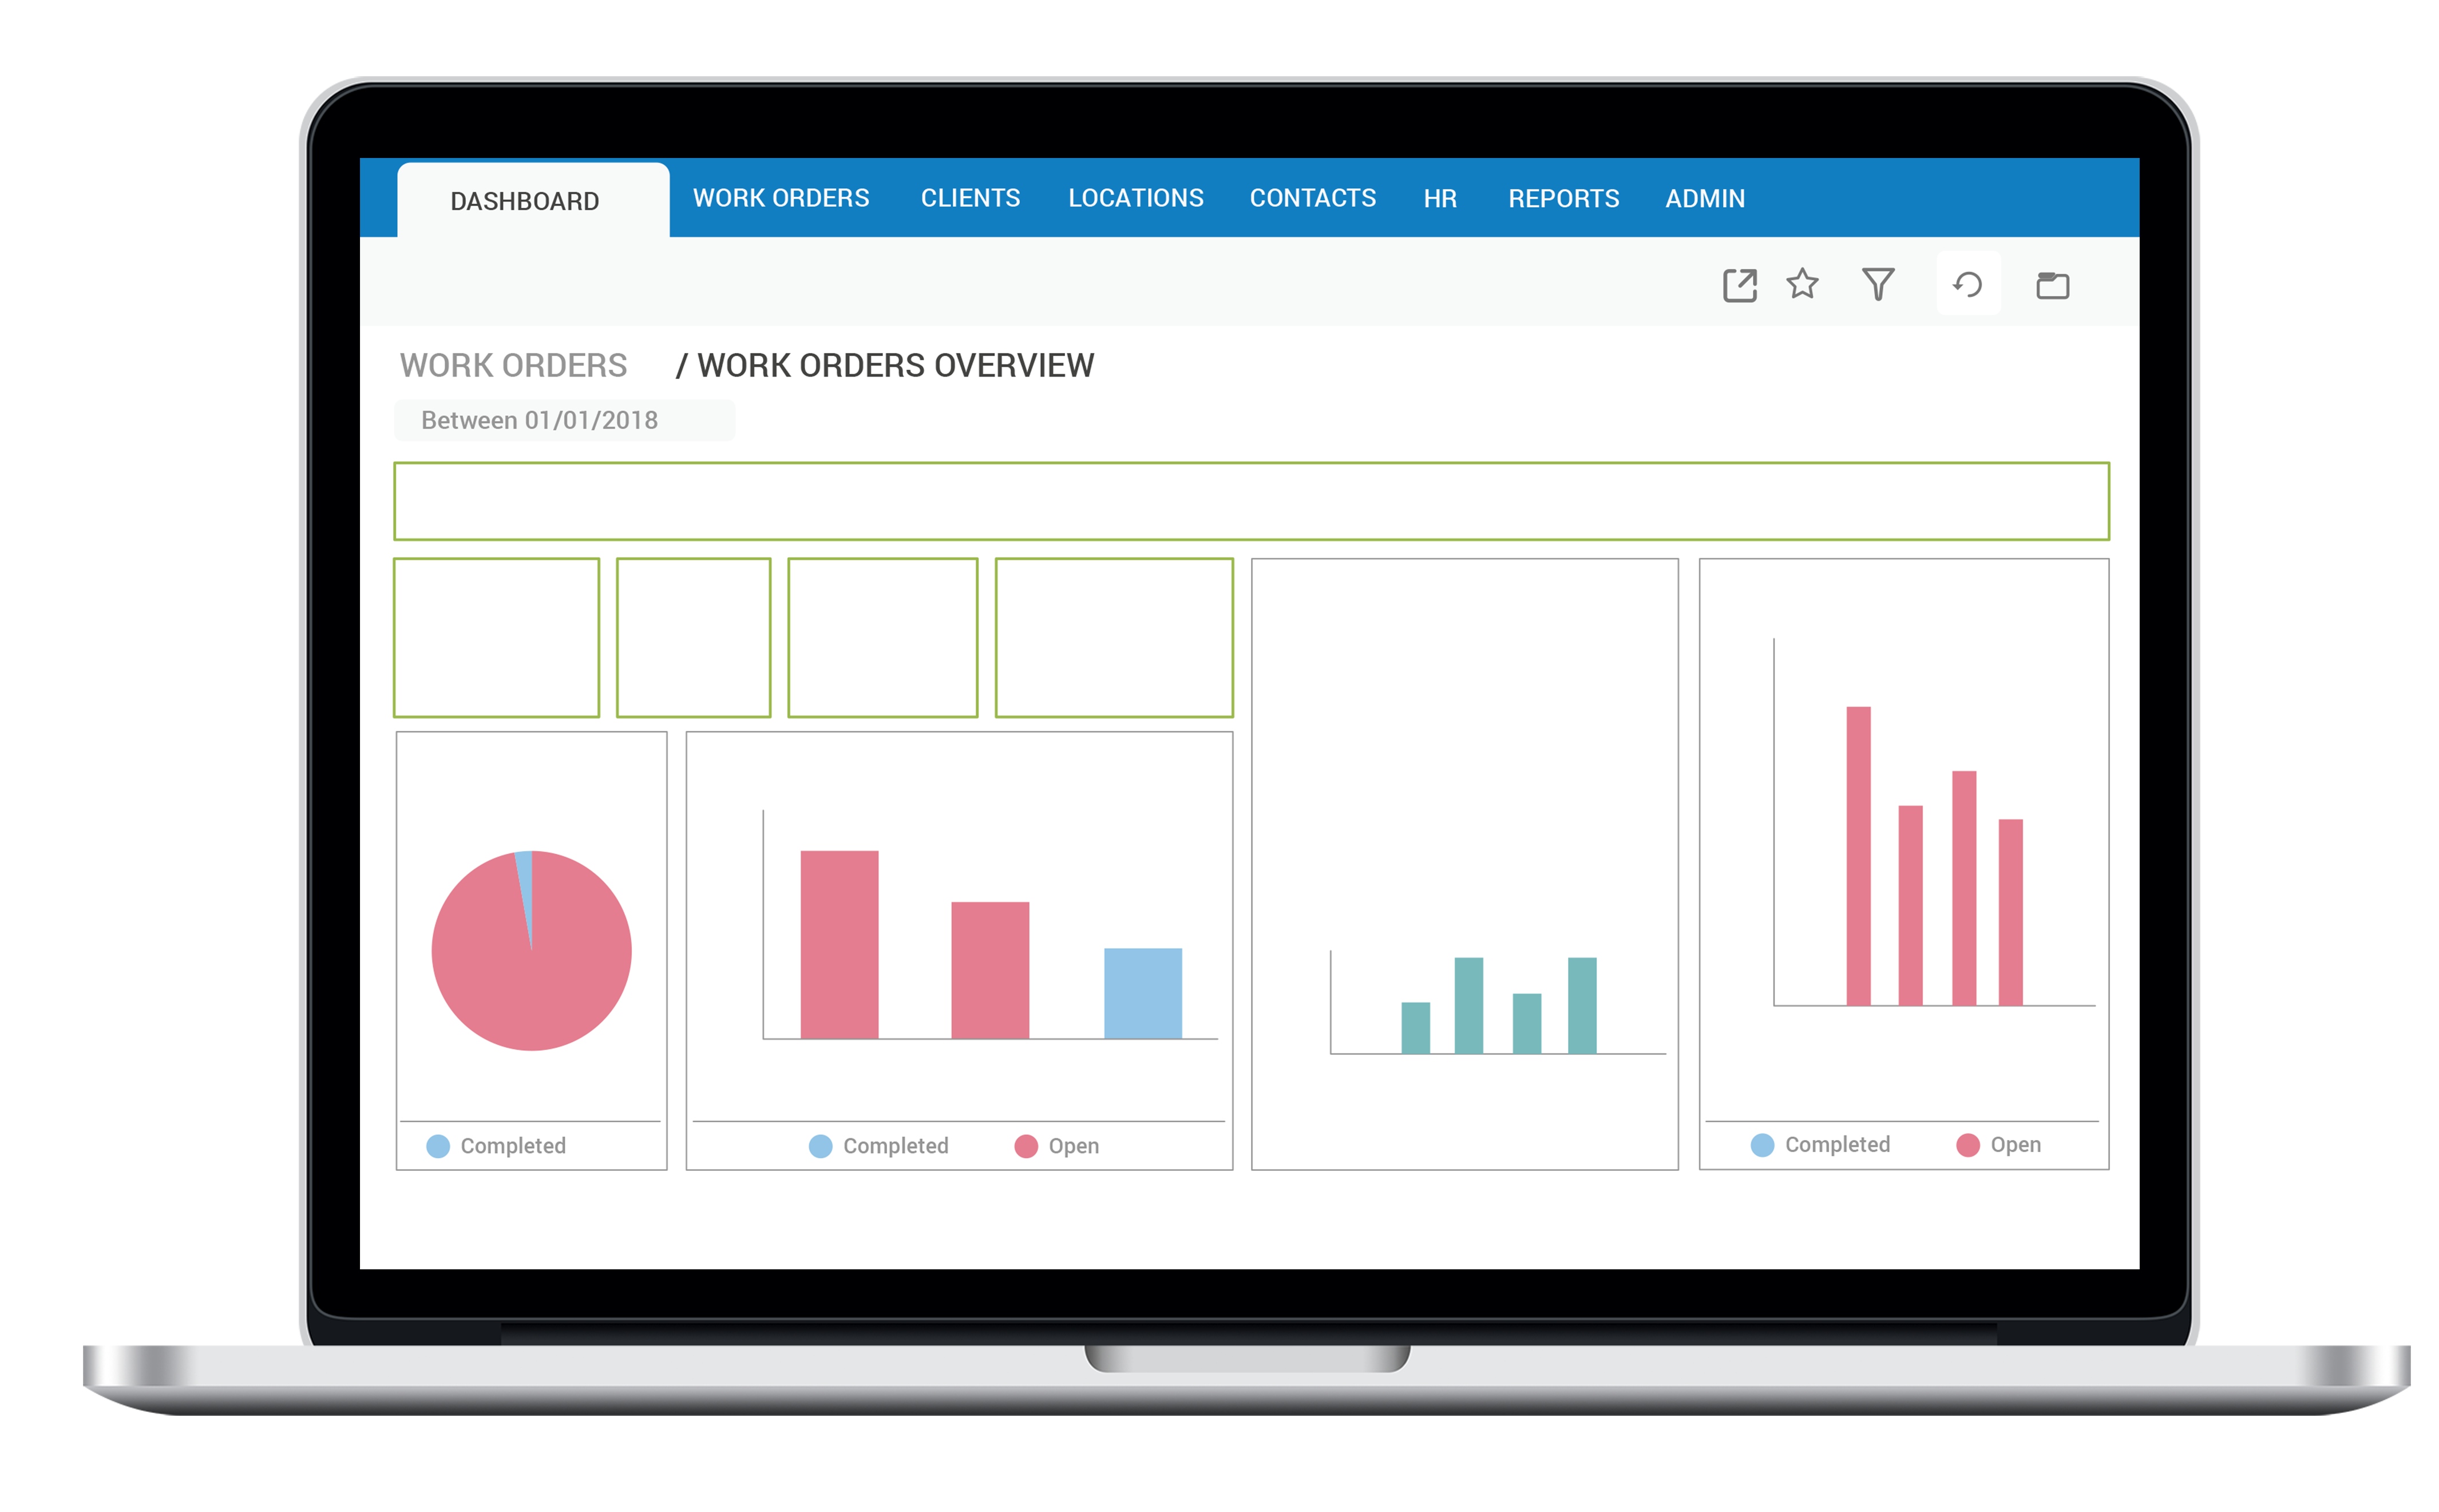 DASHBOARD WORK ORDERS CLIENTS LOCATIONS CONTACTS HR REPORTS ADMIN
WORK ORDERS / WORK ORDERS OVERVIEW
Between 01/01/2018
Completed
Completed Open
Completed Open